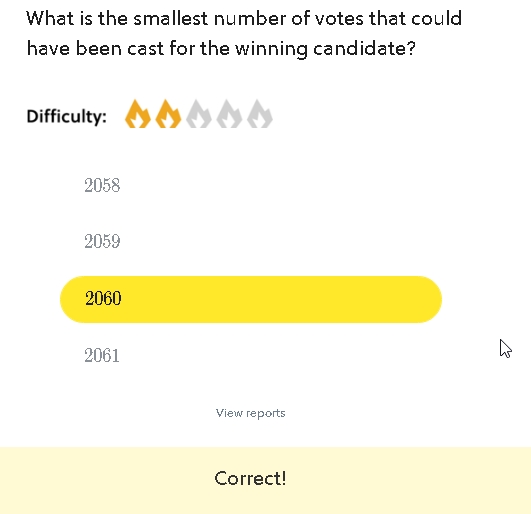 What is the smallest number of votes that could
have been cast for the winning candidate?
Difficulty:
2058
2059
2060
2061
View reports
Correct!